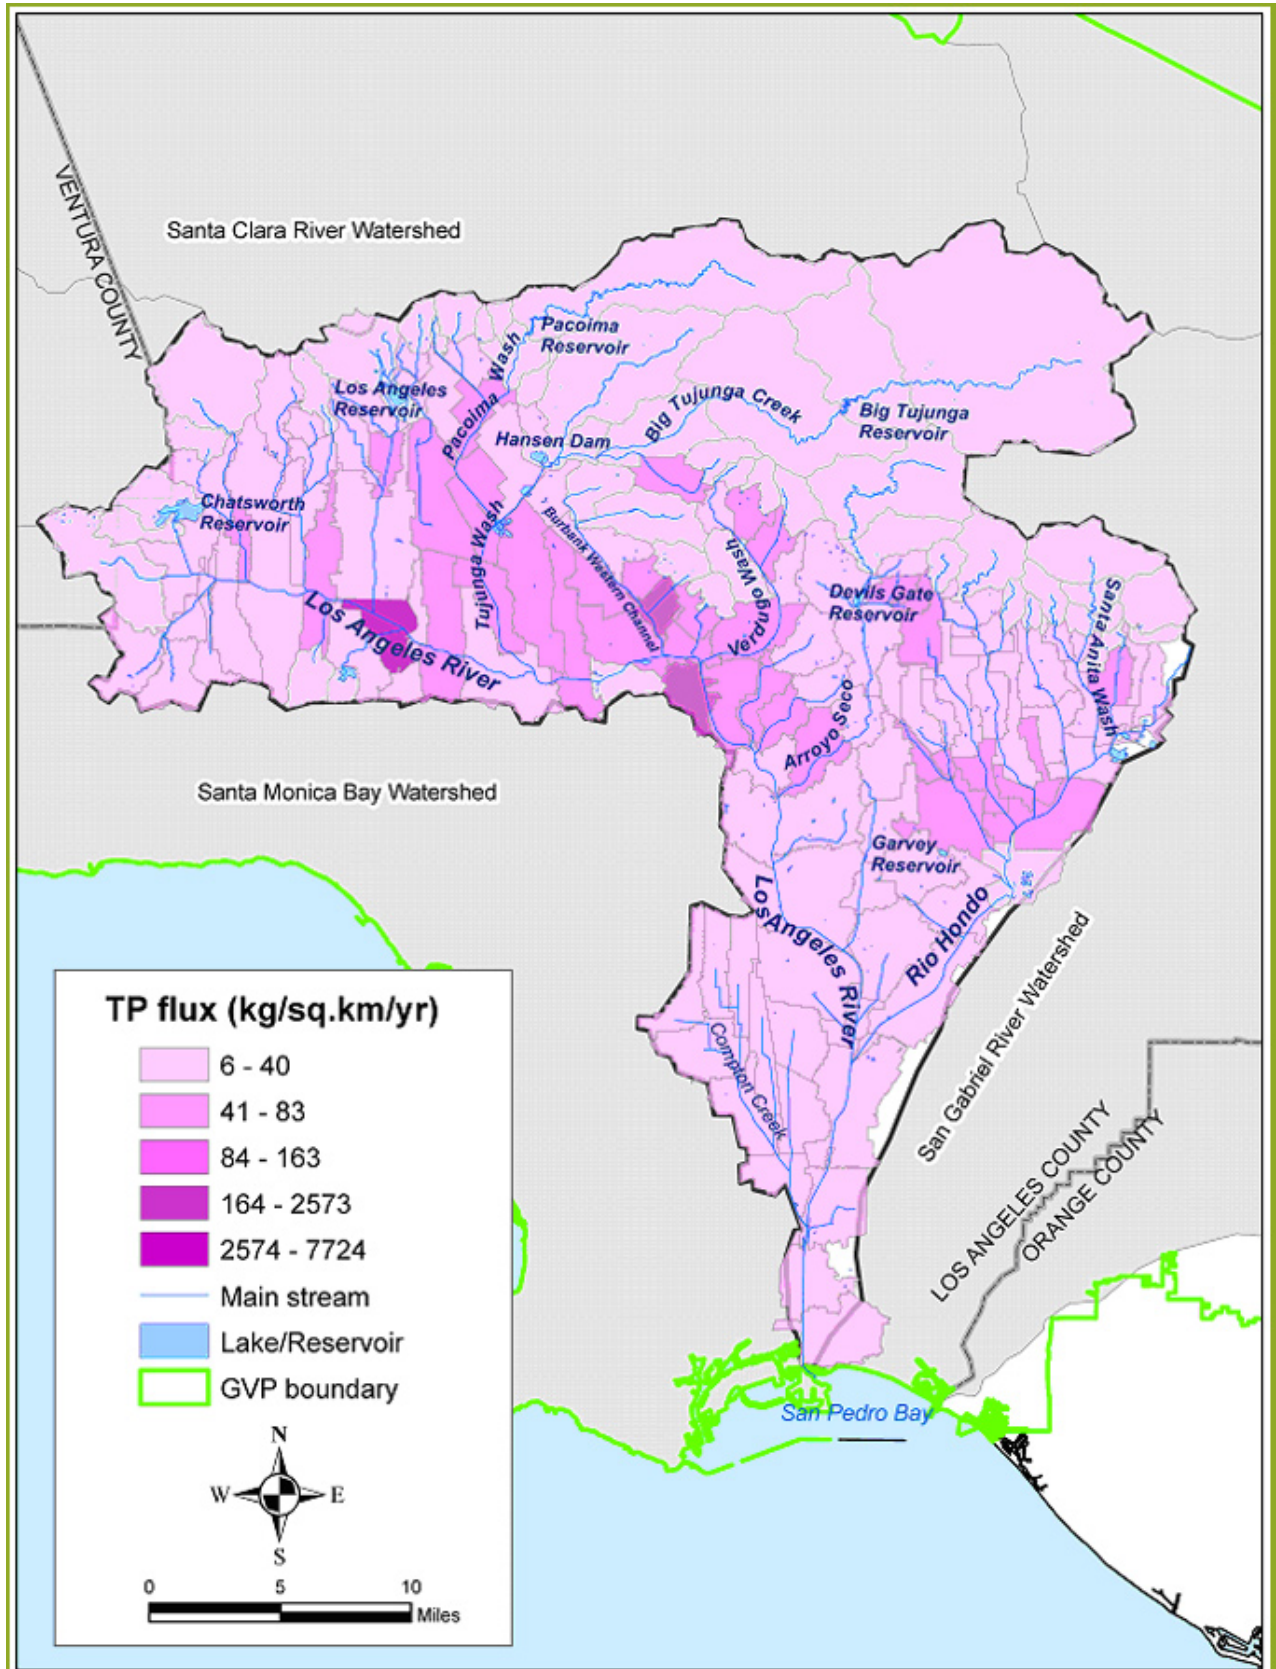 VENTURA COUNTY
Santa Clara River Watershed
Pacoima
Reservoir
Los Angeles
Reservoir
Pacoima Wash
Big Tujunga Creek
Big Tujunga
Reservoir
Hansen Dam
Chatsworth
Reservoir
Tujunga Wash
Burbank Western Channel
Verdugo Wash
Devils Gate
Reservoir
Santa Anita Wash
Los Angeles River
Arroyo Seco
Santa Monica Bay Watershed
Garvey
Reservoir
Los Angeles River
Rio Hondo
San Gabriel River Watershed
Compton Creek
LOS ANGELES COUNTY
ORANGE COUNTY
San Pedro Bay
TP flux (kg/sq.km/yr)
6 - 40
41 - 83
84 - 163
164 - 2573
2574 - 7724
Main stream
Lake/Reservoir
GVP boundary
N
W E
S
0 5 10
Miles